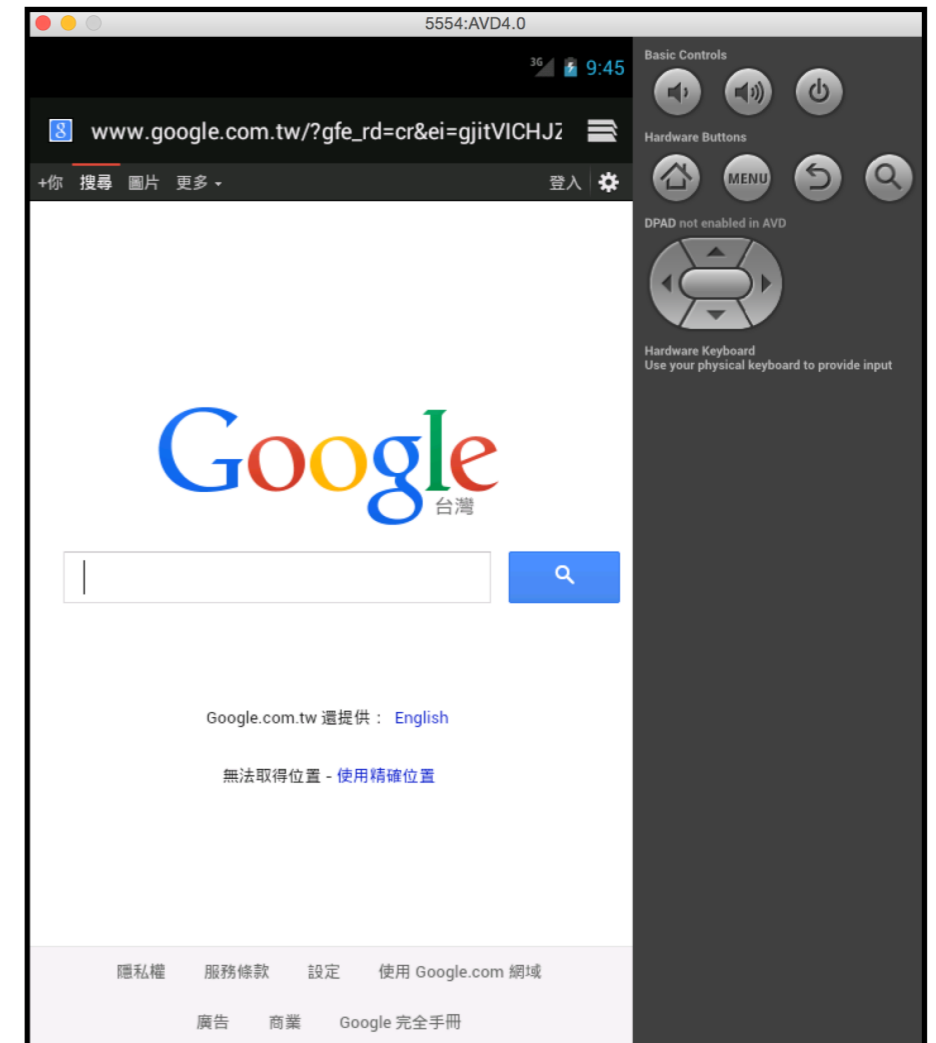 5554:AVD4.0
3G 9:45
8 www.google.com.tw/?gfe_rd=cr&ei=gjitVICHJZ
+你 搜尋 圖片 更多 登入
Google
台灣
Google.com.tw 還提供： English
無法取得位置 - 使用精確位置
隱私權 服務條款 設定 使用 Google.com 網域
廣告 商業 Google 完全手冊
Basic Controls
Hardware Buttons
MENU
DPAD not enabled in AVD
Hardware Keyboard
Use your physical keyboard to provide input